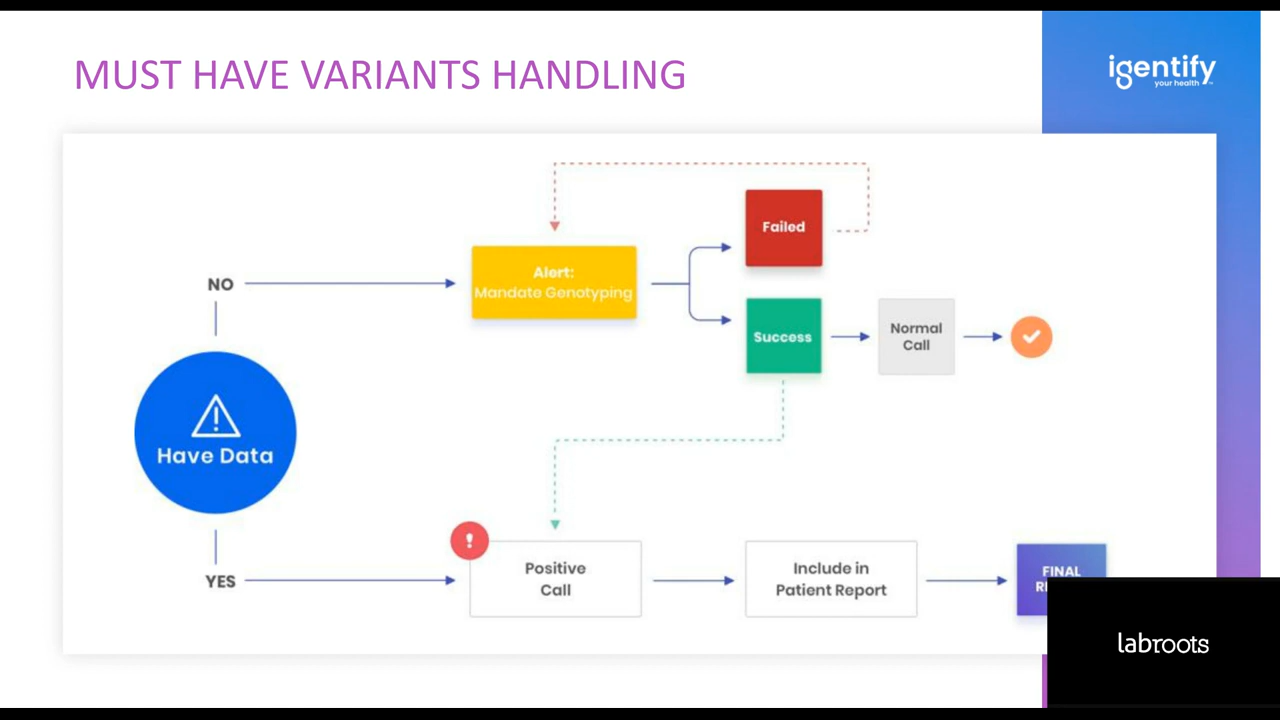 MUST HAVE VARIANTS HANDLING
igentify
your health
Failed
Alert:
Mandate Genotyping
NO
Success
Normal
Call
Have Data
YES
Positive
Call
Include in
Patient Report
FINAL
labroots